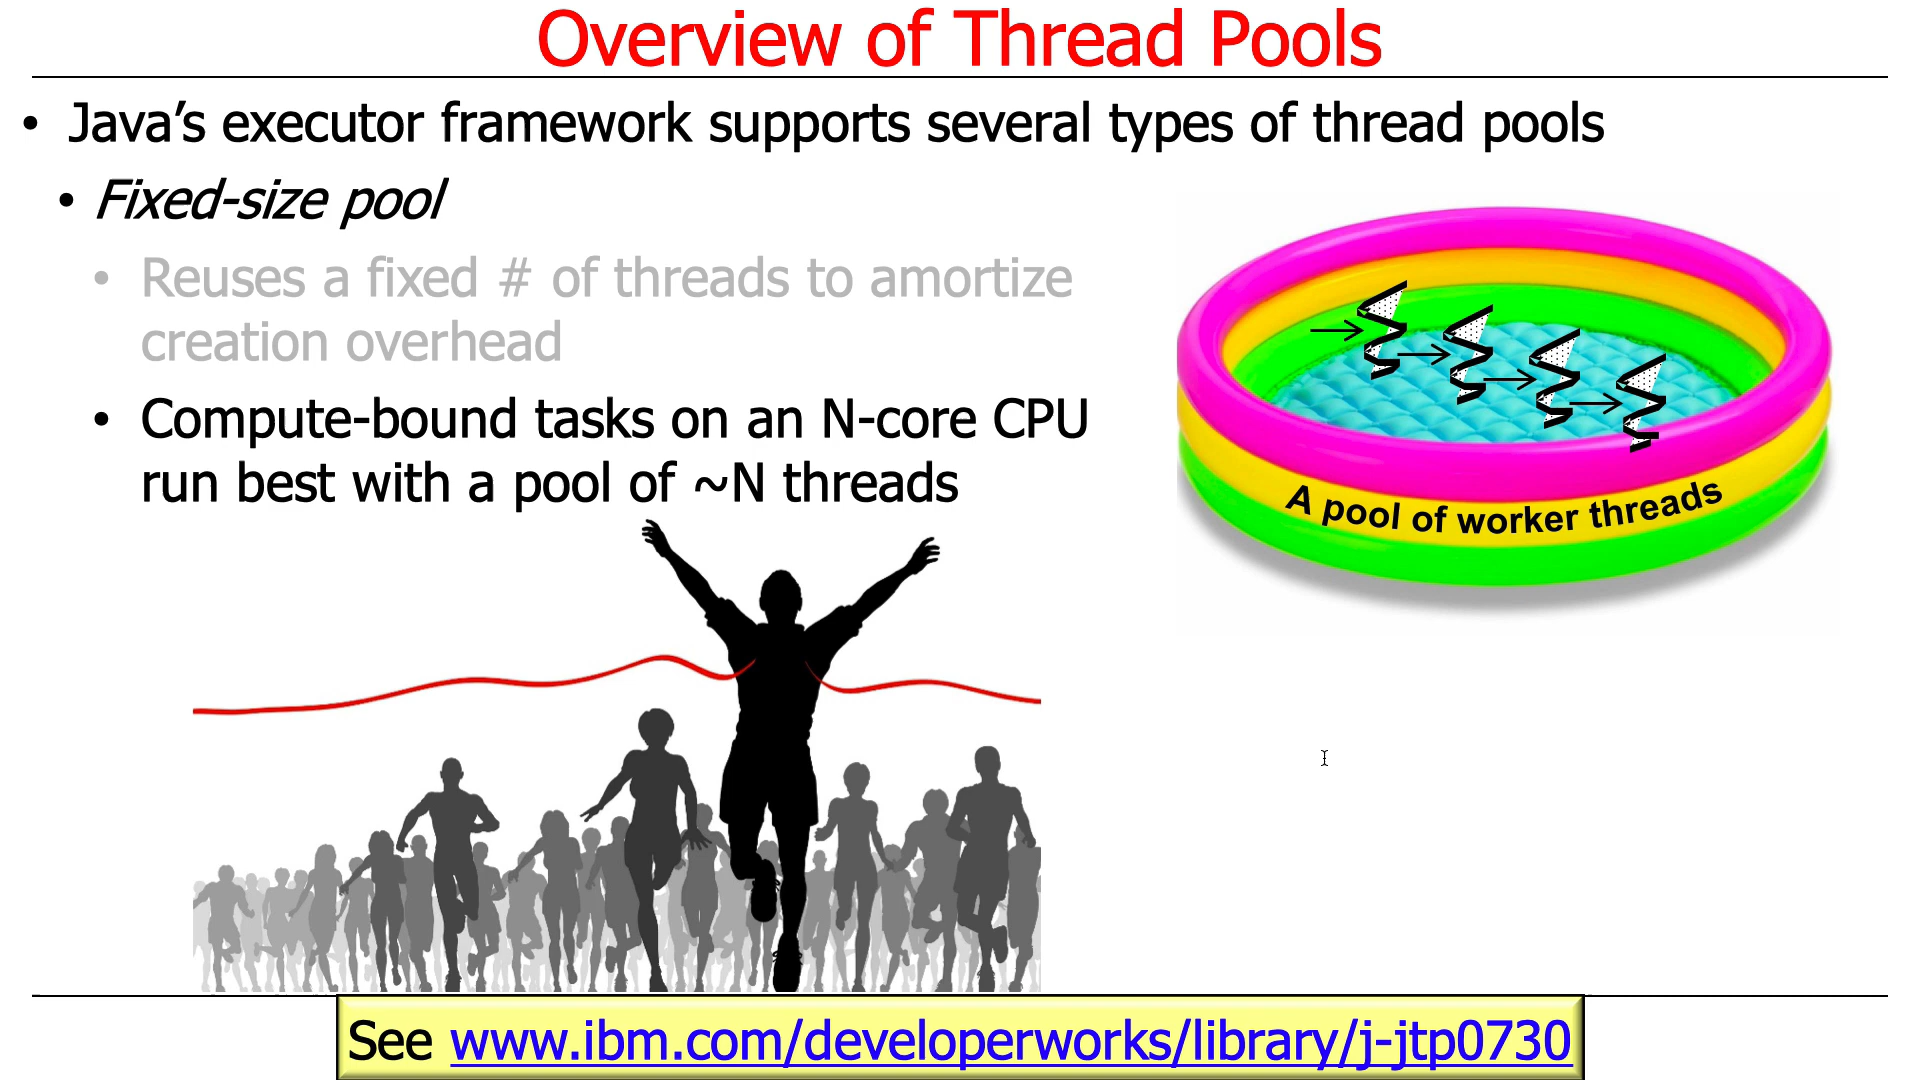 Overview of Thread Pools
• Java’s executor framework supports several types of thread pools
• Fixed-size pool
• Reuses a fixed # of threads to amortize
creation overhead
• Compute-bound tasks on an N-core CPU
run best with a pool of ~N threads
A pool of worker threads
See www.ibm.com/developerworks/library/j-jtp0730